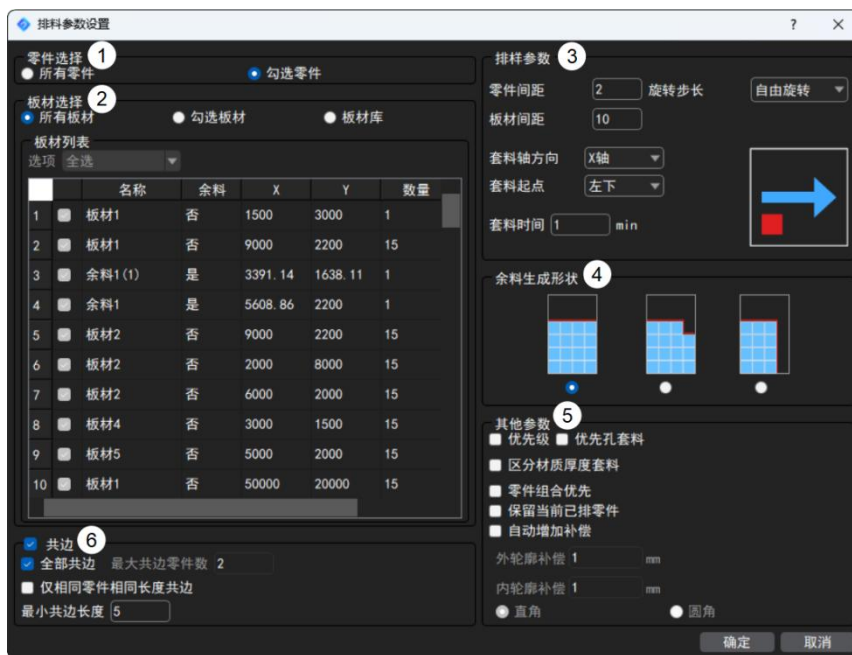 排料参数设置
零件选择 1
所有零件 勾选零件
板材选择 2
所有板材 勾选板材 板材库
板材列表
选项 全选
名称 余料 X Y 数量
1 板材1 否 1500 3000 1
2 板材1 否 9000 2200 15
3 余料1(1) 是 3391.14 1638.11 1
4 余料1 是 5608.86 2200 1
5 板材2 否 9000 2200 15
6 板材2 否 2000 8000 15
7 板材2 否 6000 2000 15
8 板材4 否 3000 1500 15
9 板材5 否 5000 2000 15
10 板材1 否 50000 20000 15
共边 6
全部共边 最大共边零件数 2
仅相同零件相同长度共边
最小共边长度 5
排样参数 3
零件间距 2 旋转步长 自由旋转
板材间距 10
套料轴方向 X轴
套料起点 左下
套料时间 1 min
余料生成形状 4
其他参数 5
优先级 优先孔套料
区分材质厚度套料
零件组合优先
保留当前已排零件
自动增加补偿
外轮廓补偿 1 mm
内轮廓补偿 1 mm
直角 圆角
确定 取消